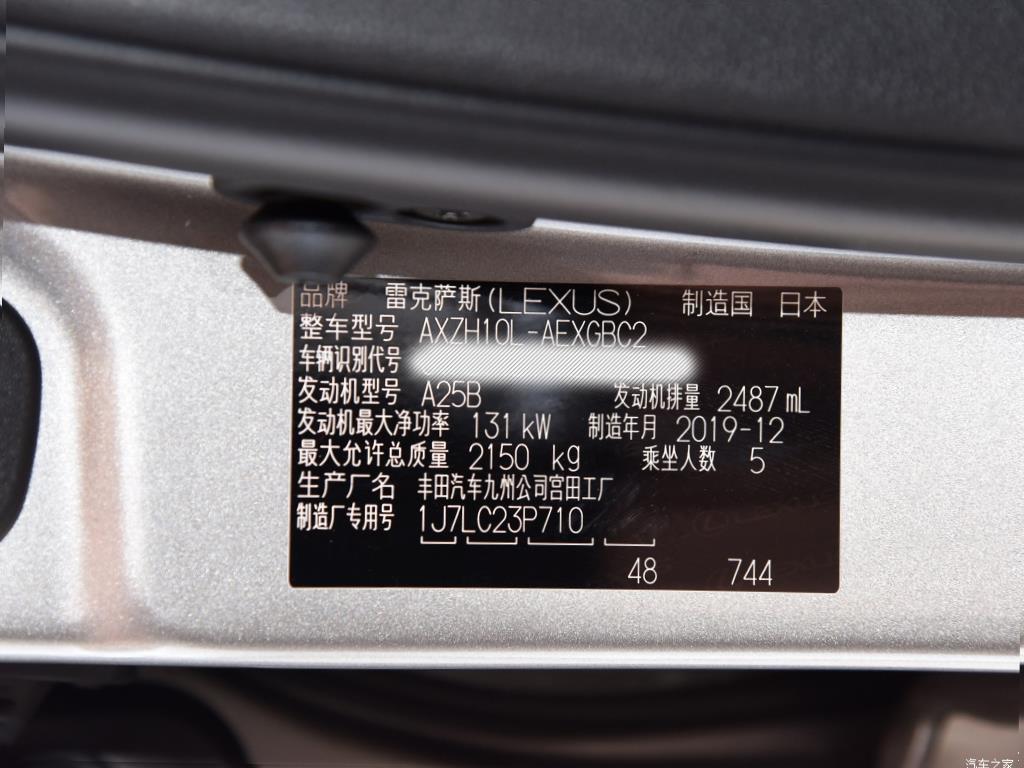 品牌 雷克萨斯(LEXUS) 制造国 日本
整车型号 AXZH10L-AEXGBC2
车辆识别代号
发动机型号 A25B 发动机排量 2487 mL
发动机最大净功率 131 kW 制造年月 2019-12
最大允许总质量 2150 kg 乘坐人数 5
生产厂名 丰田汽车九州公司宫田工厂
制造厂专用号 1J7LC23P710
48 744
汽车之家